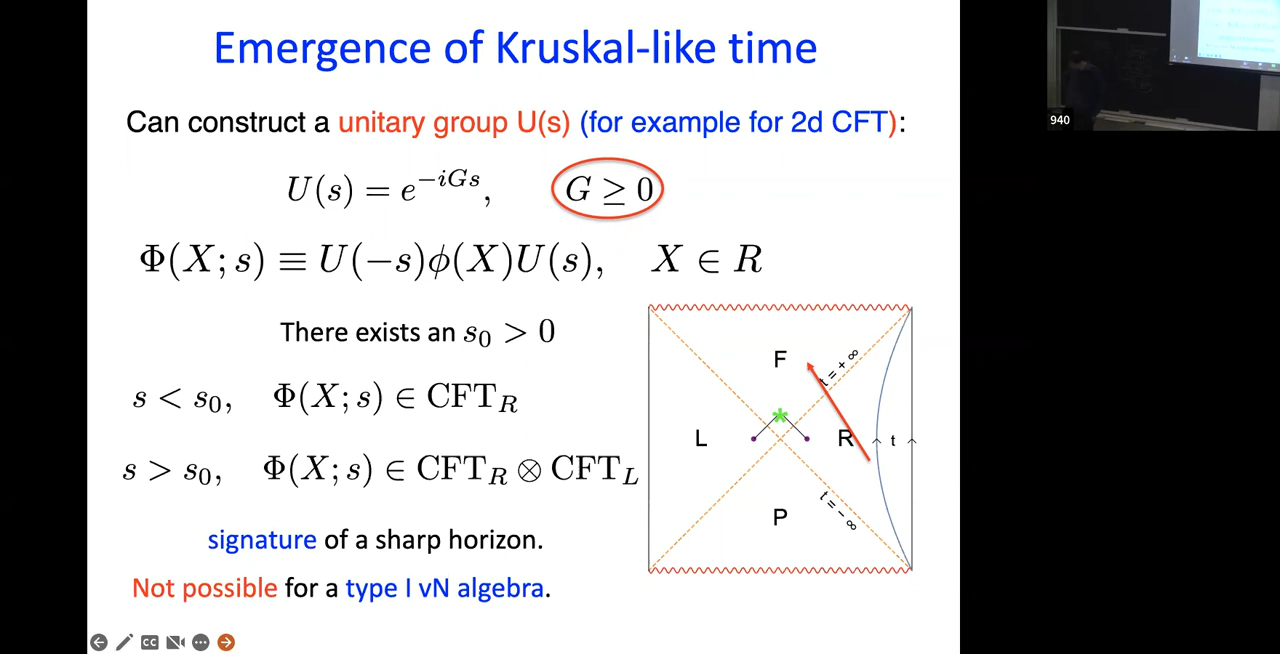 Emergence of Kruskal-like time
Can construct a unitary group U(s) (for example for 2d CFT):
U(s) = e^{-iGs}, G ≥ 0
Φ(X; s) ≡ U(−s)ϕ(X)U(s), X ∈ R
There exists an s₀ > 0
s < s₀, Φ(X; s) ∈ CFT_R
s > s₀, Φ(X; s) ∈ CFT_R ⊗ CFT_L
signature of a sharp horizon.
Not possible for a type I vN algebra.
F
t = + ∞
L
R
t
P
t = − ∞
CC
940